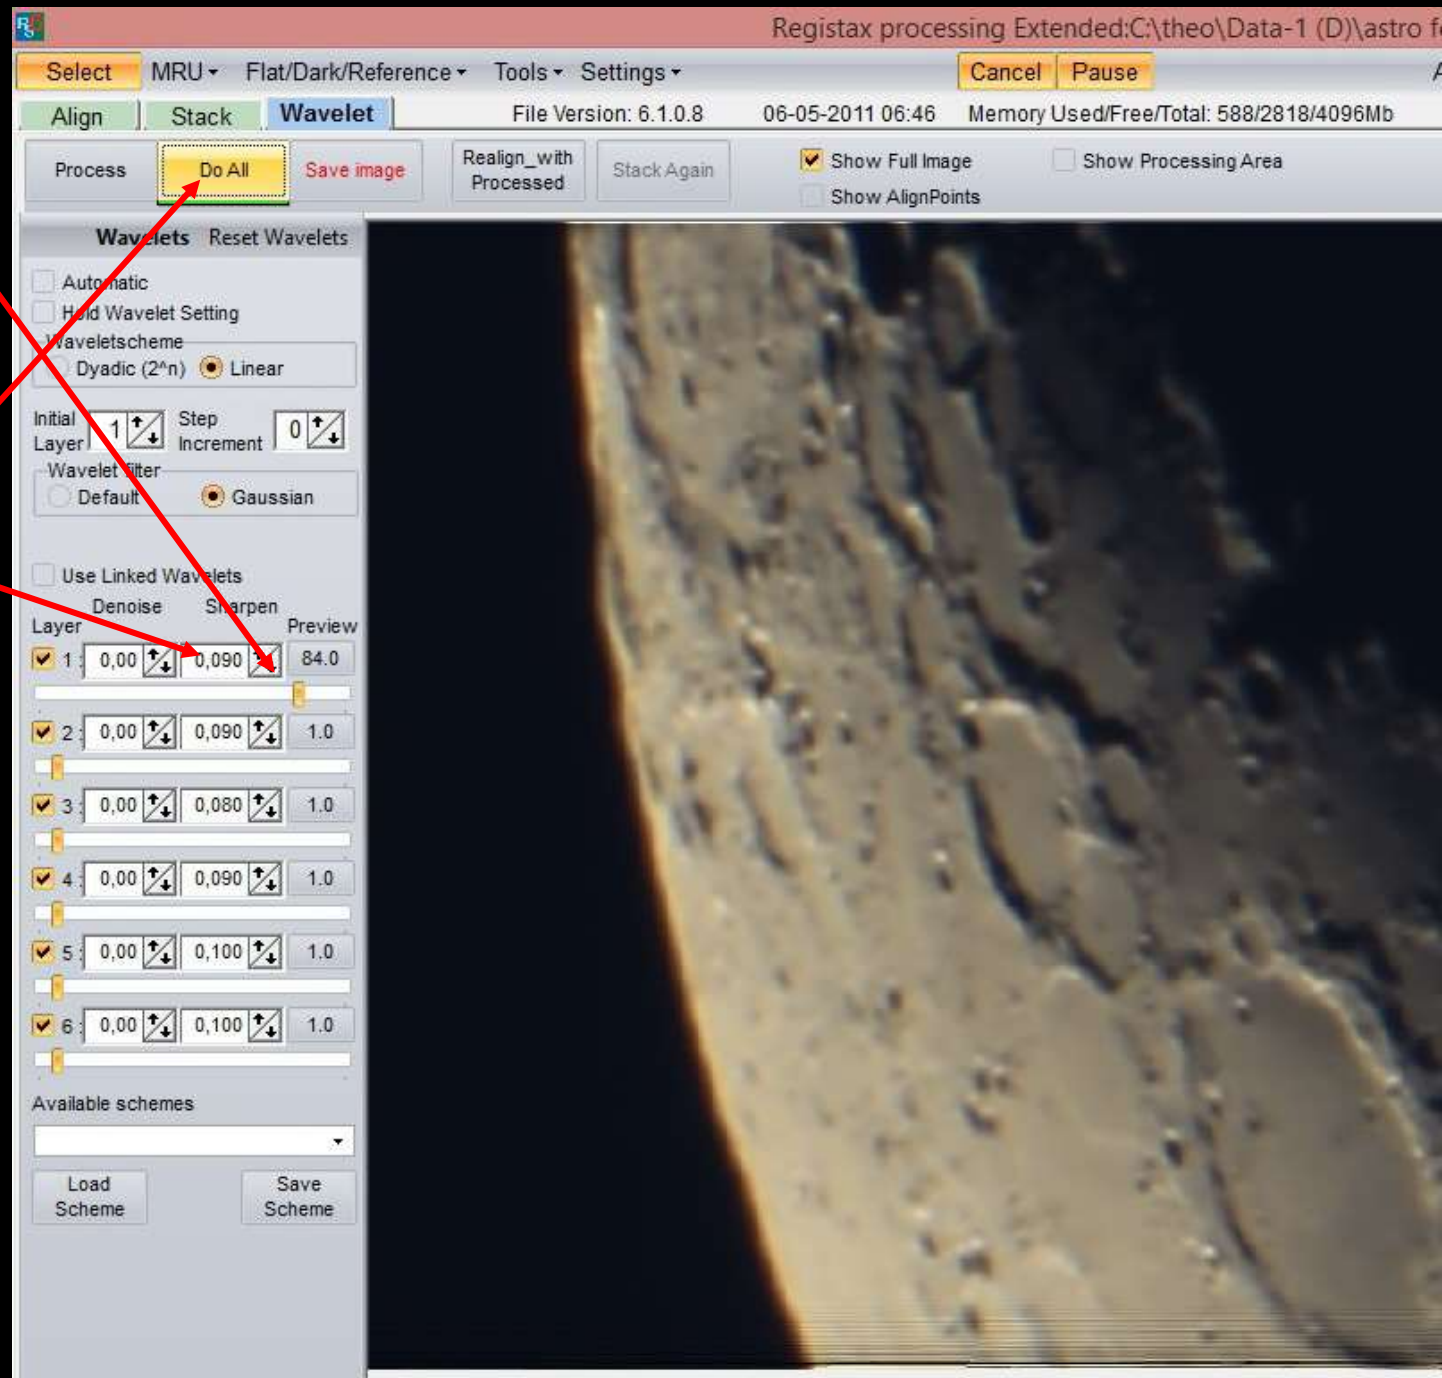 Registax processing Extended:C:\theo\Data-1 (D)\astro f
Select MRU Flat/Dark/Reference Tools Settings Cancel Pause
Align Stack Wavelet File Version: 6.1.0.8 06-05-2011 06:46 Memory Used/Free/Total: 588/2818/4096Mb
Process Do All Save image Realign_with Processed Stack Again Show Full Image Show Processing Area
Show AlignPoints
Wavelets Reset Wavelets
Automatic
Hold Wavelet Setting
Waveletscheme
Dyadic (2^n) Linear
Initial Layer 1 Step Increment 0
Wavelet filter
Default Gaussian
Use Linked Wavelets
Denoise Sharpen
Layer Preview
1 : 0,00 0,090 84.0
2 : 0,00 0,090 1.0
3 : 0,00 0,080 1.0
4 : 0,00 0,090 1.0
5 : 0,00 0,100 1.0
6 : 0,00 0,100 1.0
Available schemes
Load Scheme Save Scheme